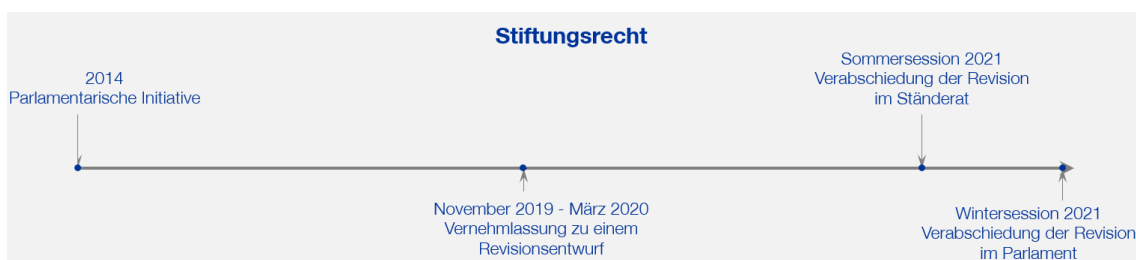 Stiftungsrecht
2014
Parlamentarische Initiative
November 2019 - März 2020
Vernehmlassung zu einem
Revisionsentwurf
Sommersession 2021
Verabschiedung der Revision
im Ständerat
Wintersession 2021
Verabschiedung der Revision
im Parlament